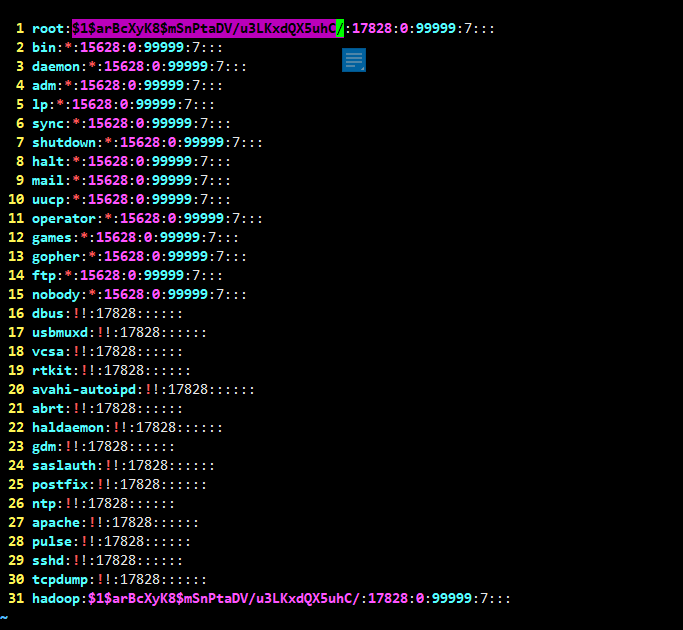 1 root:$1$arBcXyK8$mSnPtaDV/u3LKxdQX5uhC/:17828:0:99999:7:::
2 bin:*:15628:0:99999:7:::
3 daemon:*:15628:0:99999:7:::
4 adm:*:15628:0:99999:7:::
5 lp:*:15628:0:99999:7:::
6 sync:*:15628:0:99999:7:::
7 shutdown:*:15628:0:99999:7:::
8 halt:*:15628:0:99999:7:::
9 mail:*:15628:0:99999:7:::
10 uucp:*:15628:0:99999:7:::
11 operator:*:15628:0:99999:7:::
12 games:*:15628:0:99999:7:::
13 gopher:*:15628:0:99999:7:::
14 ftp:*:15628:0:99999:7:::
15 nobody:*:15628:0:99999:7:::
16 dbus:!!:17828::::::
17 usbmuxd:!!:17828::::::
18 vcsa:!!:17828::::::
19 rtkit:!!:17828::::::
20 avahi-autoipd:!!:17828::::::
21 abrt:!!:17828::::::
22 haldaemon:!!:17828::::::
23 gdm:!!:17828::::::
24 saslauth:!!:17828::::::
25 postfix:!!:17828::::::
26 ntp:!!:17828::::::
27 apache:!!:17828::::::
28 pulse:!!:17828::::::
29 sshd:!!:17828::::::
30 tcpdump:!!:17828::::::
31 hadoop:$1$arBcXyK8$mSnPtaDV/u3LKxdQX5uhC/:17828:0:99999:7:::
~